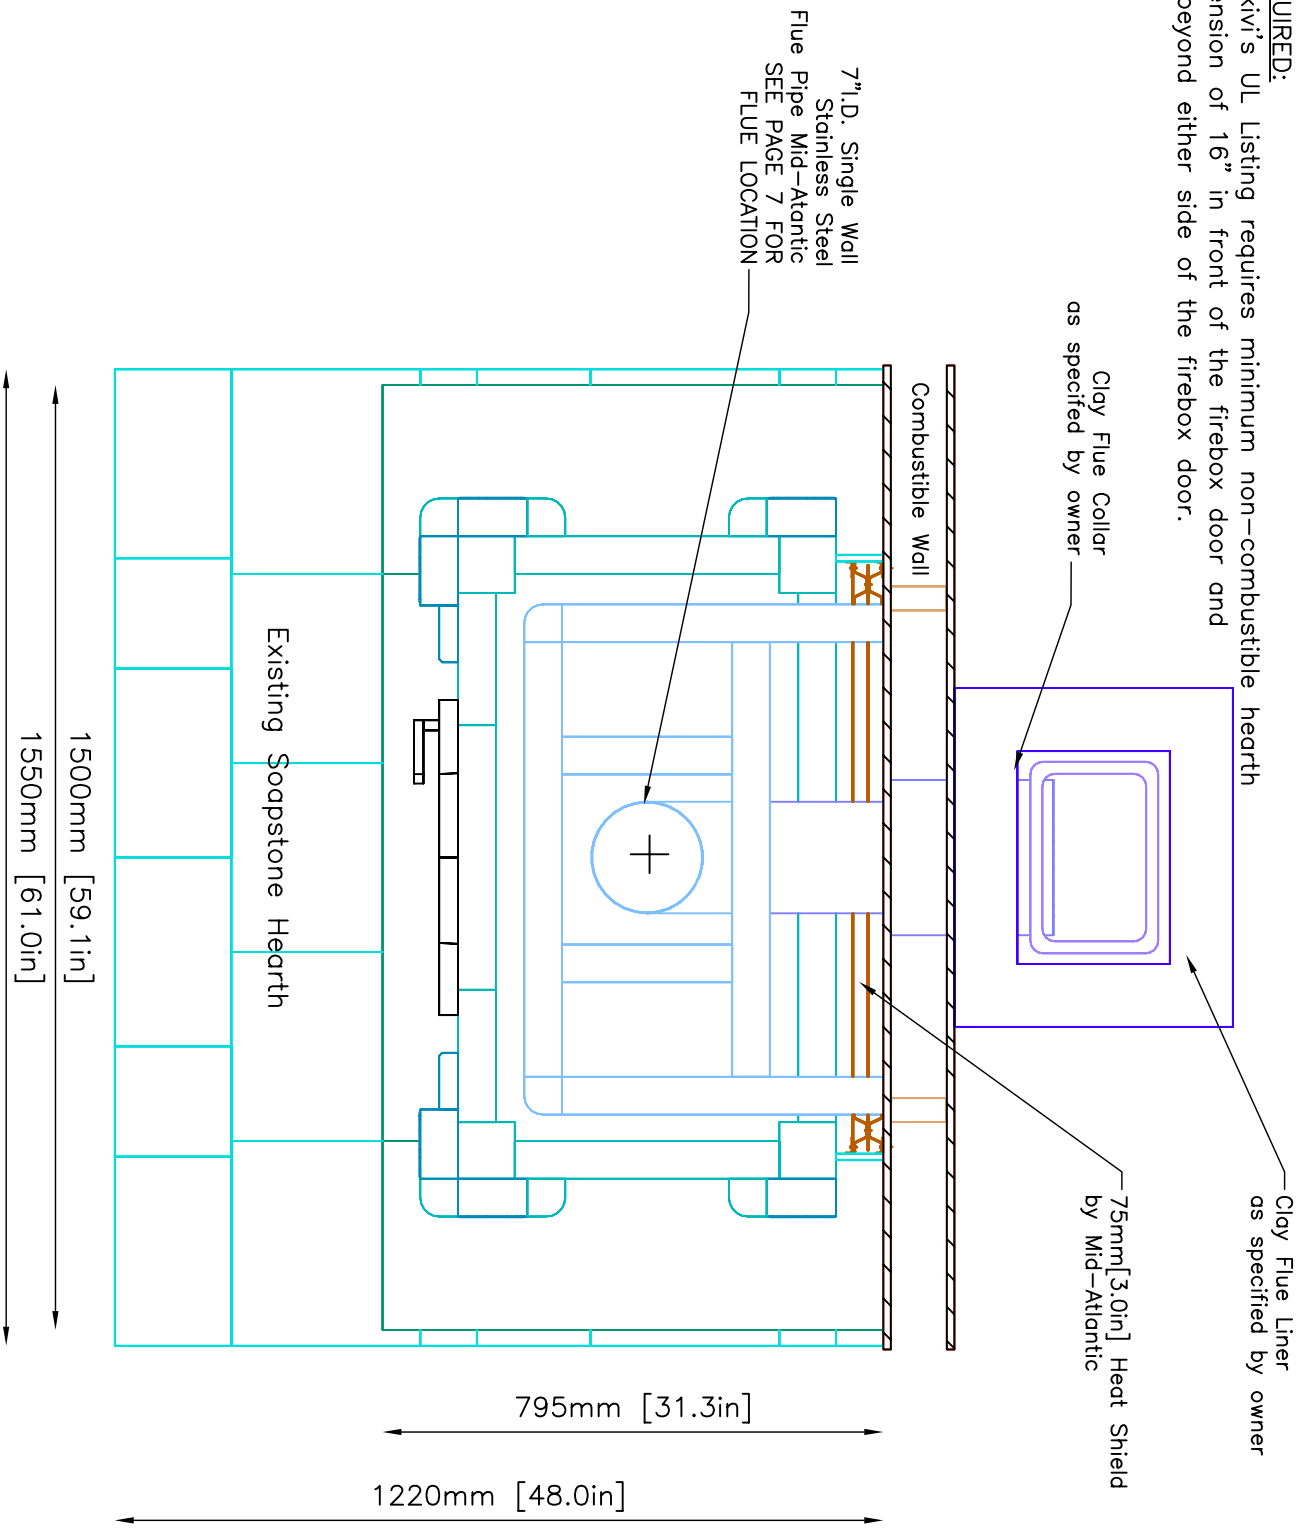 UIRED:
kivi's UL Listing requires minimum non-combustible hearth
ension of 16" in front of the firebox door and
beyond either side of the firebox door.
Clay Flue Liner
as specified by owner
Clay Flue Collar
as specifed by owner
75mm[3.0in] Heat Shield
by Mid-Atlantic
Combustible Wall
7"I.D. Single Wall
Stainless Steel
Flue Pipe Mid-Atantic
SEE PAGE 7 FOR
FLUE LOCATION
Existing Soapstone Hearth
1500mm [59.1in]
1550mm [61.0in]
795mm [31.3in]
1220mm [48.0in]